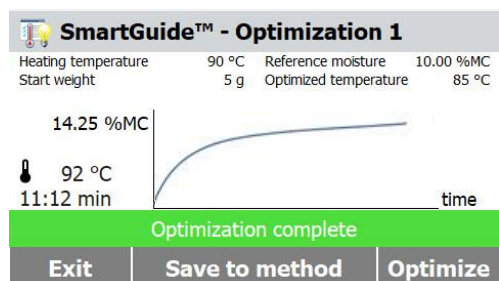 SmartGuide™ - Optimization 1
Heating temperature 90 °C Reference moisture 10.00 %MC
Start weight 5 g Optimized temperature 85 °C
14.25 %MC
92 °C
11:12 min
time
Optimization complete
Exit Save to method Optimize